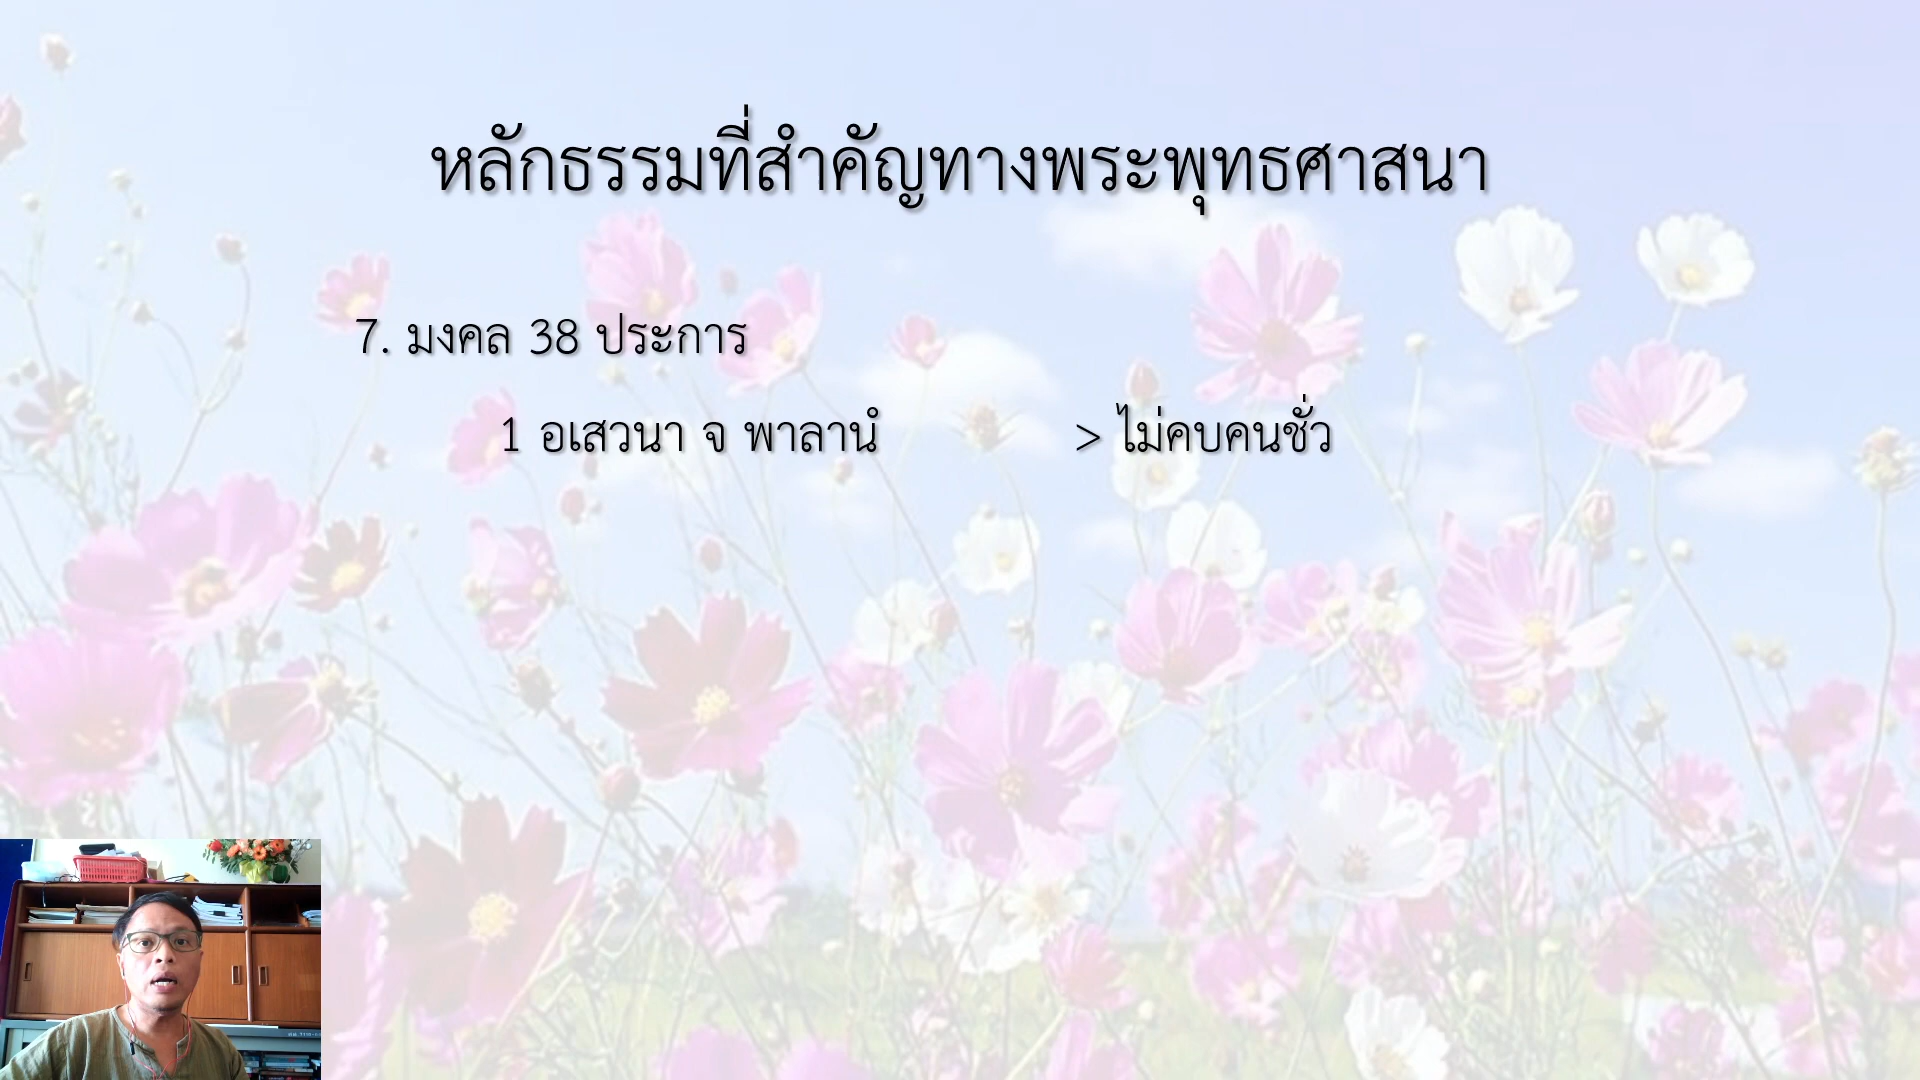 หลักธรรมที่สำคัญทางพระพุทธศาสนา
7. มงคล 38 ประการ
1 อเสวนา จ พาลานํ > ไม่คบคนชั่ว